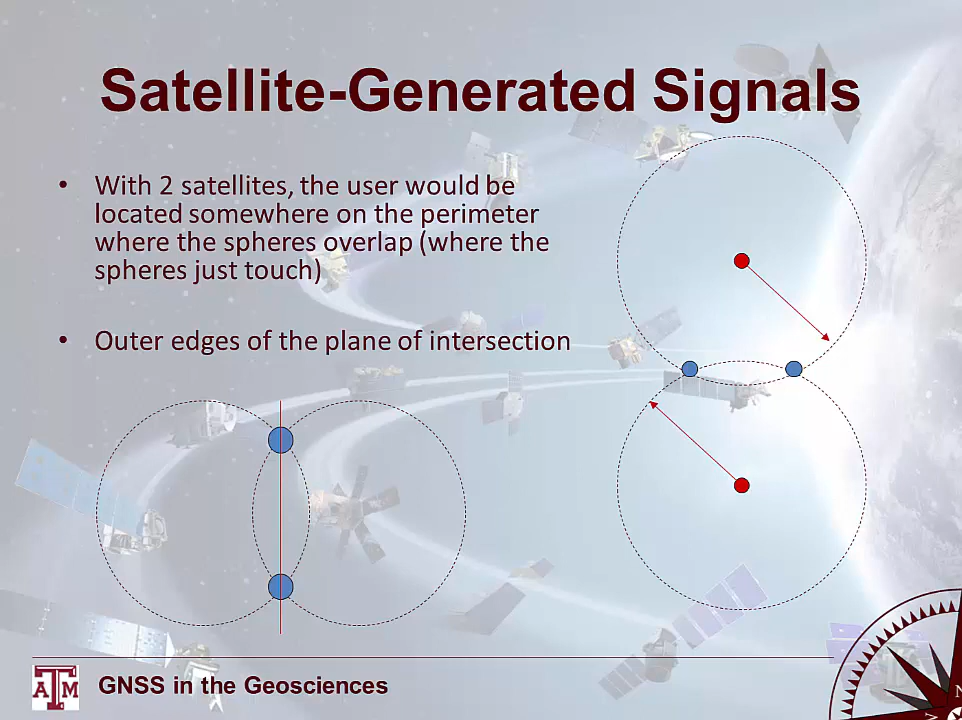 Satellite-Generated Signals
• With 2 satellites, the user would be
located somewhere on the perimeter
where the spheres overlap (where the
spheres just touch)
• Outer edges of the plane of intersection
ATM
GNSS in the Geosciences
N